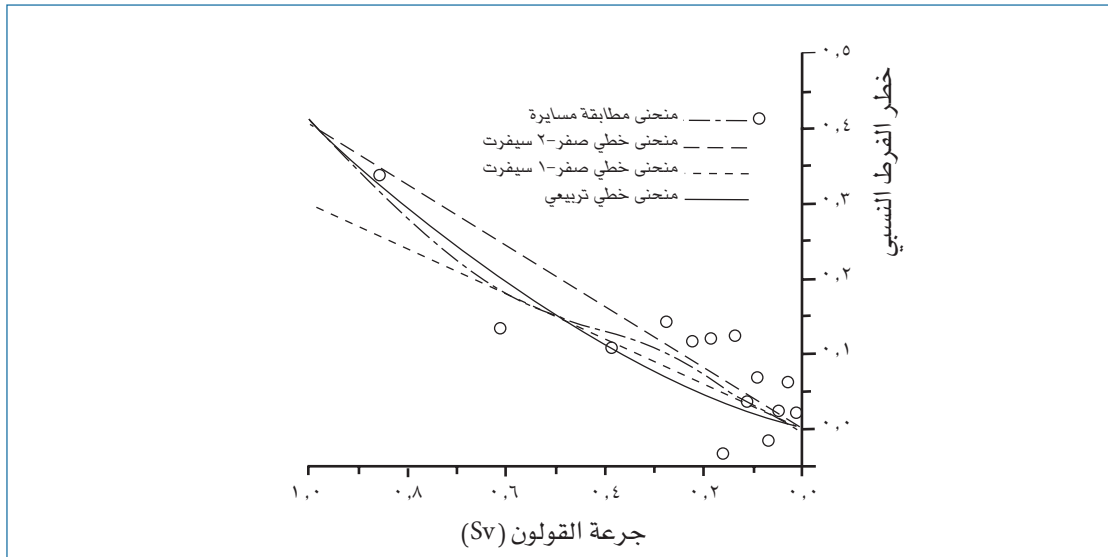 ٠,٥
٠,٤
٠,٣
٠,٢
٠,١
٠,٠
خطر الفرط النسبي
منحنى مطابقة مسايرة
منحنى خطي صفر-٢ سيفرت
منحنى خطي صفر-١ سيفرت
منحنى خطي تربيعي
٠,٠ ٠,٢ ٠,٤ ٠,٦ ٠,٨ ١,٠
جرعة القولون (Sv)